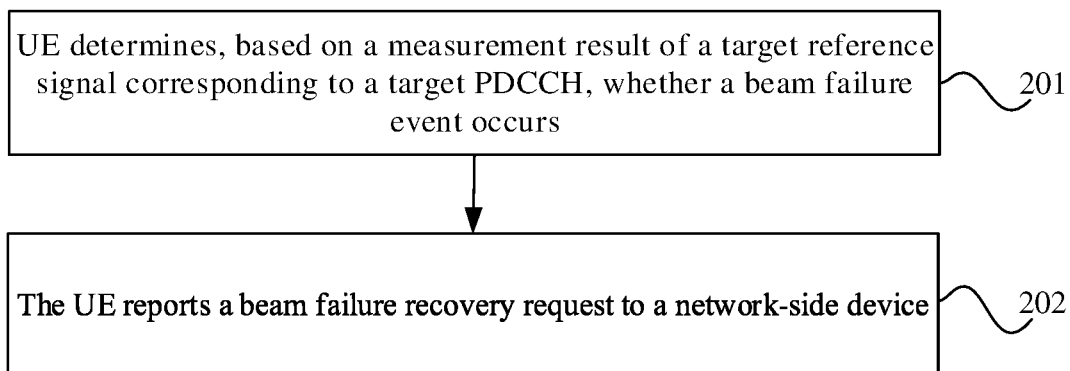 UE determines, based on a measurement result of a target reference
signal corresponding to a target PDCCH, whether a beam failure
event occurs
201
The UE reports a beam failure recovery request to a network-side device
202